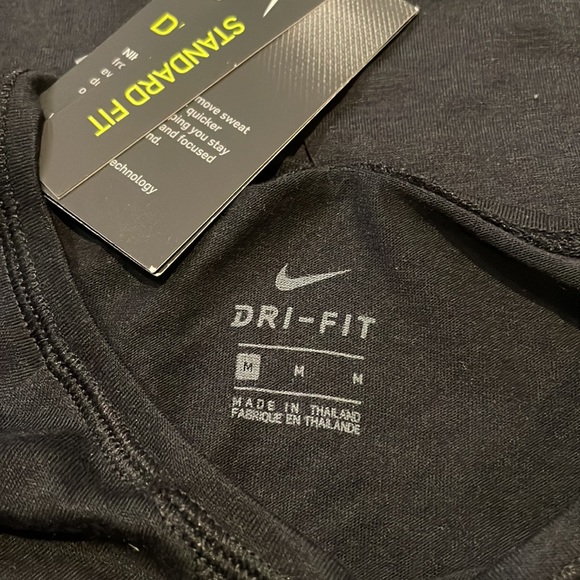 STANDARD FIT
move sweat
quicker
ping you stay
and focused
nd.
echnology
DRI-FIT
M M M
MADE IN THAILAND
FABRIQUE EN THAILANDE